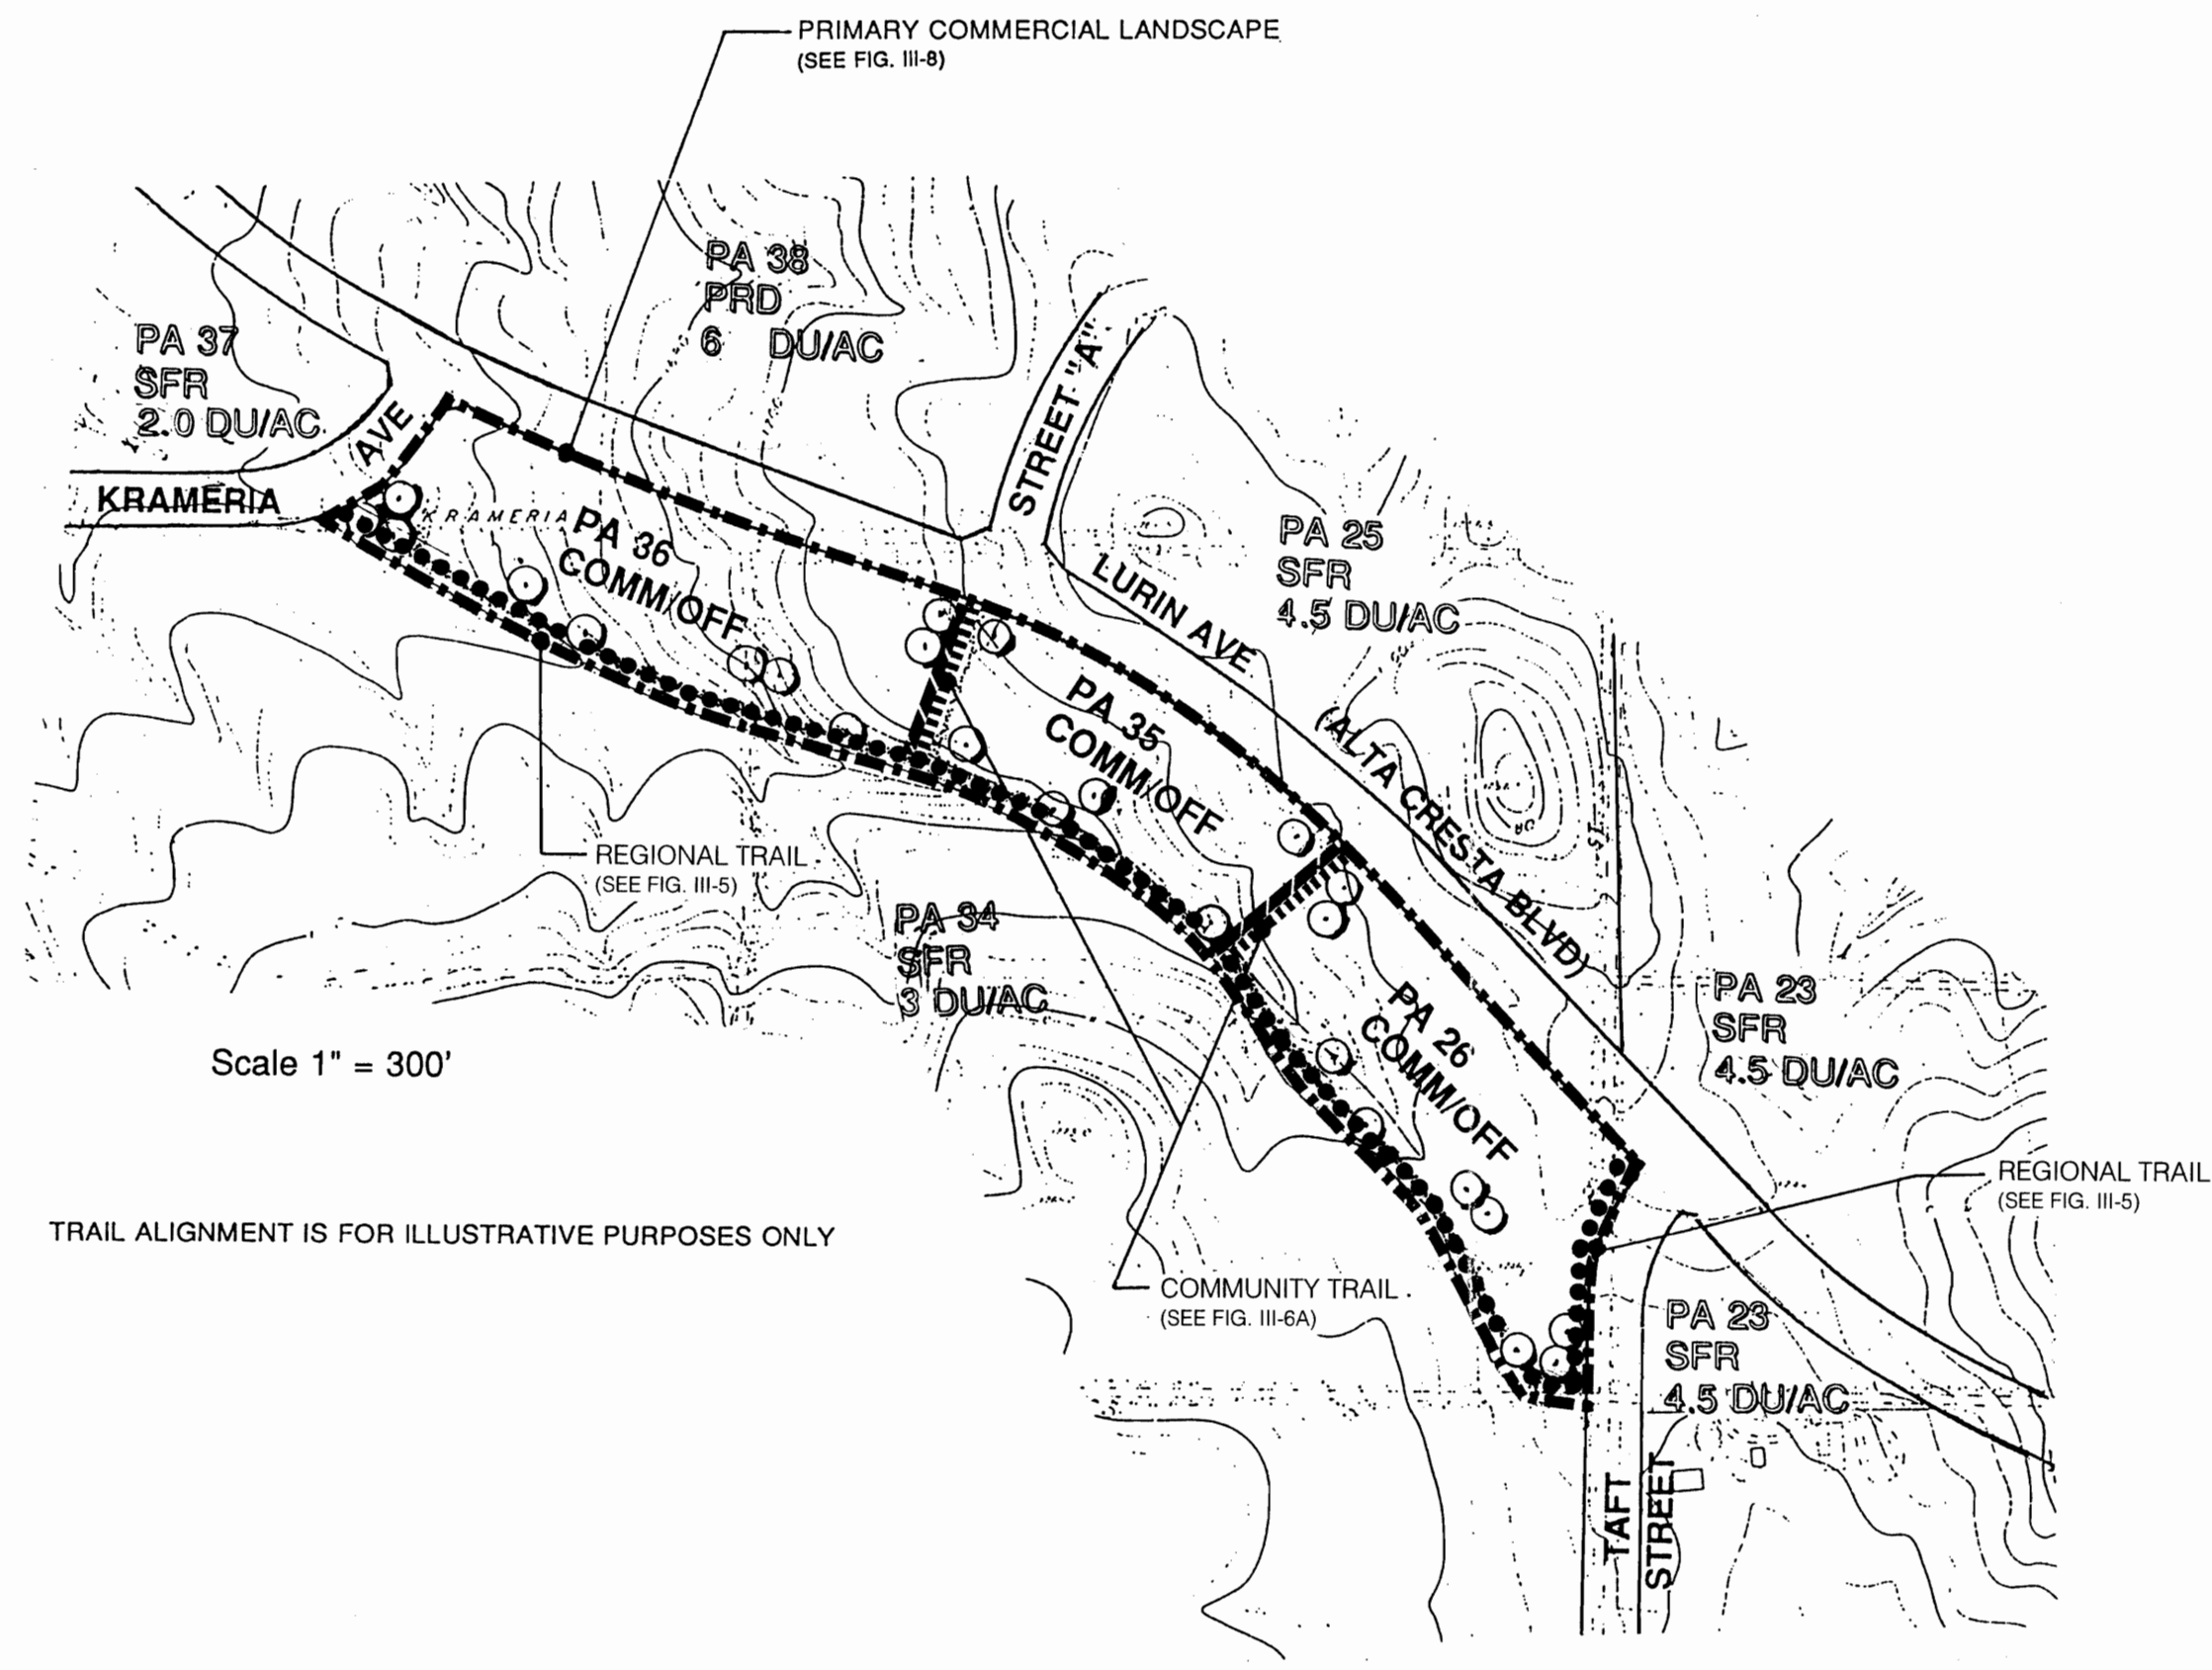 PRIMARY COMMERCIAL LANDSCAPE
(SEE FIG. III-8)
PA 38
PRD
6 DU/AC
PA 37
SFR
2.0 DU/AC
AVE
KRAMERIA
KRAMERIA
STREET "A"
PA 36
COMM/OFF
PA 25
SFR
4.5 DU/AC
LURIN AVE
(ALTA CRESTA BLVD)
PA 35
COMM/OFF
REGIONAL TRAIL
(SEE FIG. III-5)
PA 34
SFR
3 DU/AC
PA 23
SFR
4.5 DU/AC
PA 26
COMM/OFF
Scale 1" = 300'
REGIONAL TRAIL
(SEE FIG. III-5)
TRAIL ALIGNMENT IS FOR ILLUSTRATIVE PURPOSES ONLY
COMMUNITY TRAIL
(SEE FIG. III-6A)
PA 23
SFR
4.5 DU/AC
TAFT
STREET